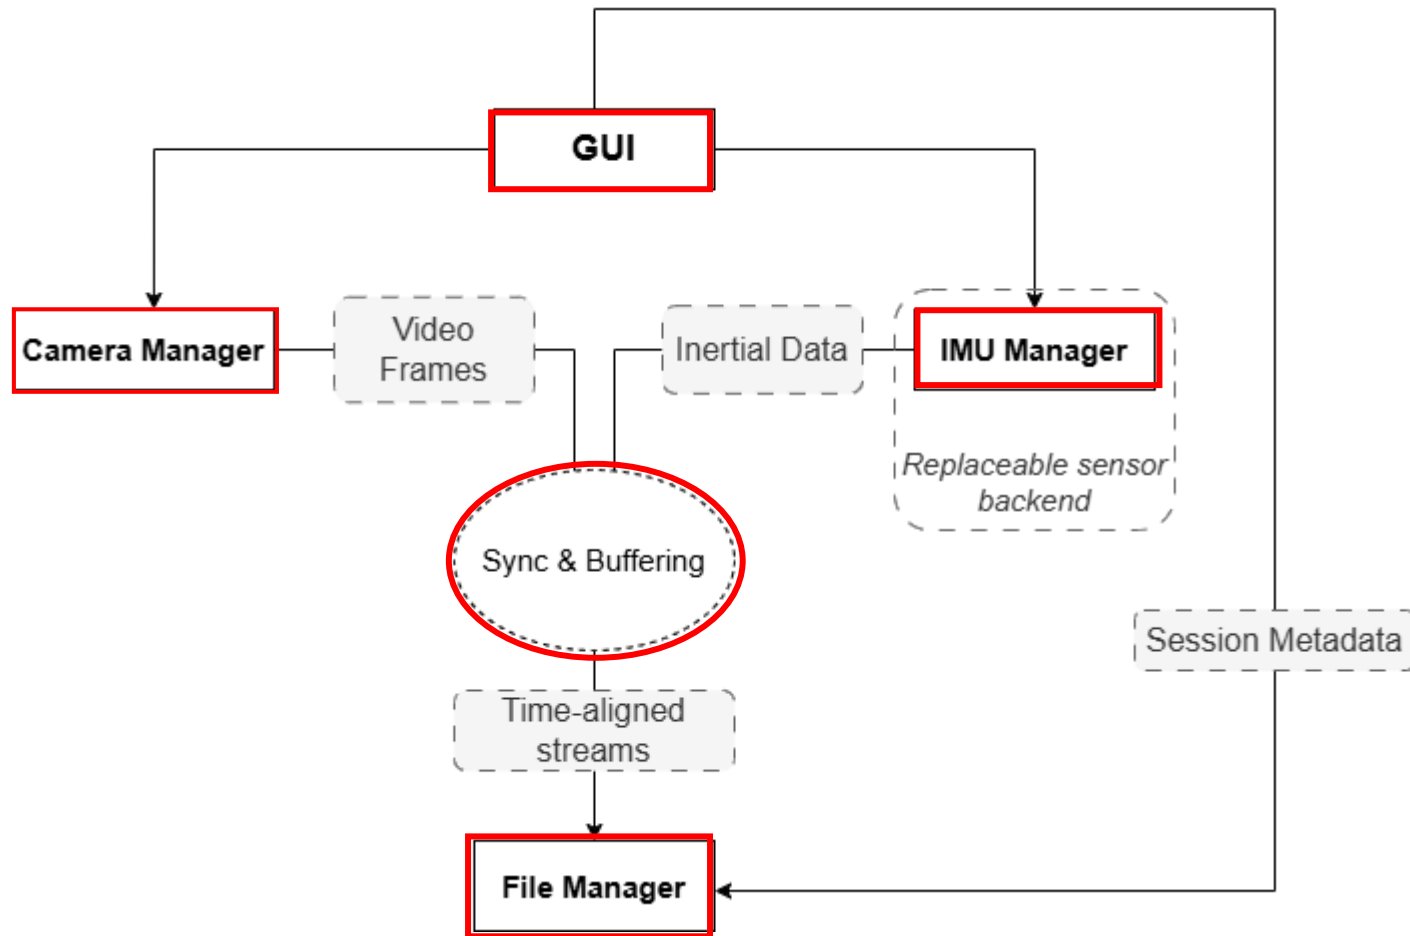 GUI
Camera Manager
Video
Frames
Inertial Data
IMU Manager
Replaceable sensor
backend
Sync & Buffering
Session Metadata
Time-aligned
streams
File Manager